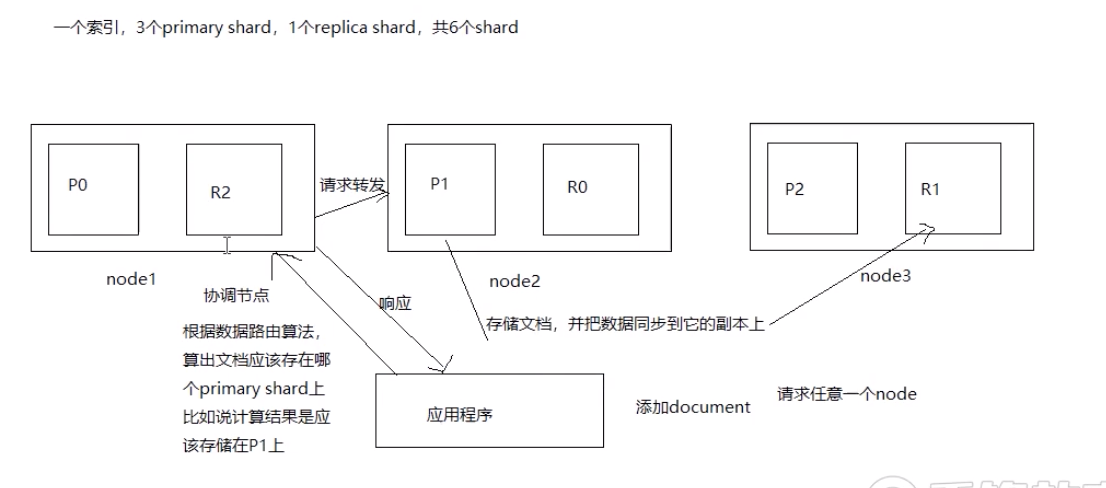 一个索引，3个primary shard，1个replica shard，共6个shard
P0
R2
请求转发
P1
R0
P2
R1
node1
node2
node3
协调节点
响应
根据数据路由算法，
算出文档应该存在哪
个primary shard上
比如说计算结果是应
该存储在P1上
存储文档，并把数据同步到它的副本上
应用程序
添加document
请求任意一个node